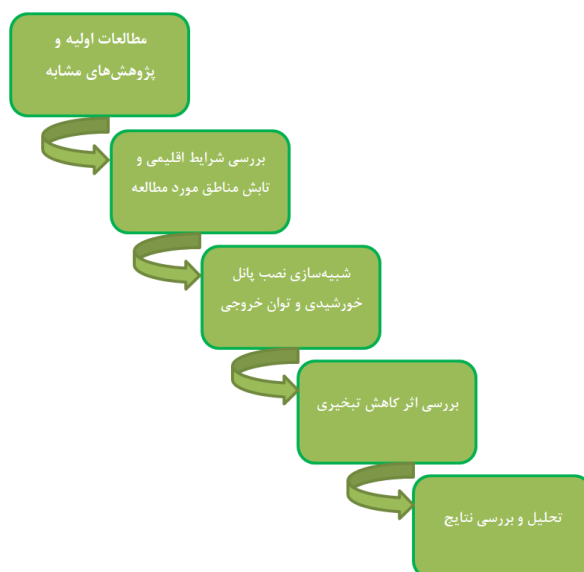 مطالعات اولیه و
پژوهش‌های مشابه
بررسی شرایط اقلیمی و
تابش مناطق مورد مطالعه
شبیه‌سازی نصب پانل
خورشیدی و توان خروجی
بررسی اثر کاهش تبخیری
تحلیل و بررسی نتایج